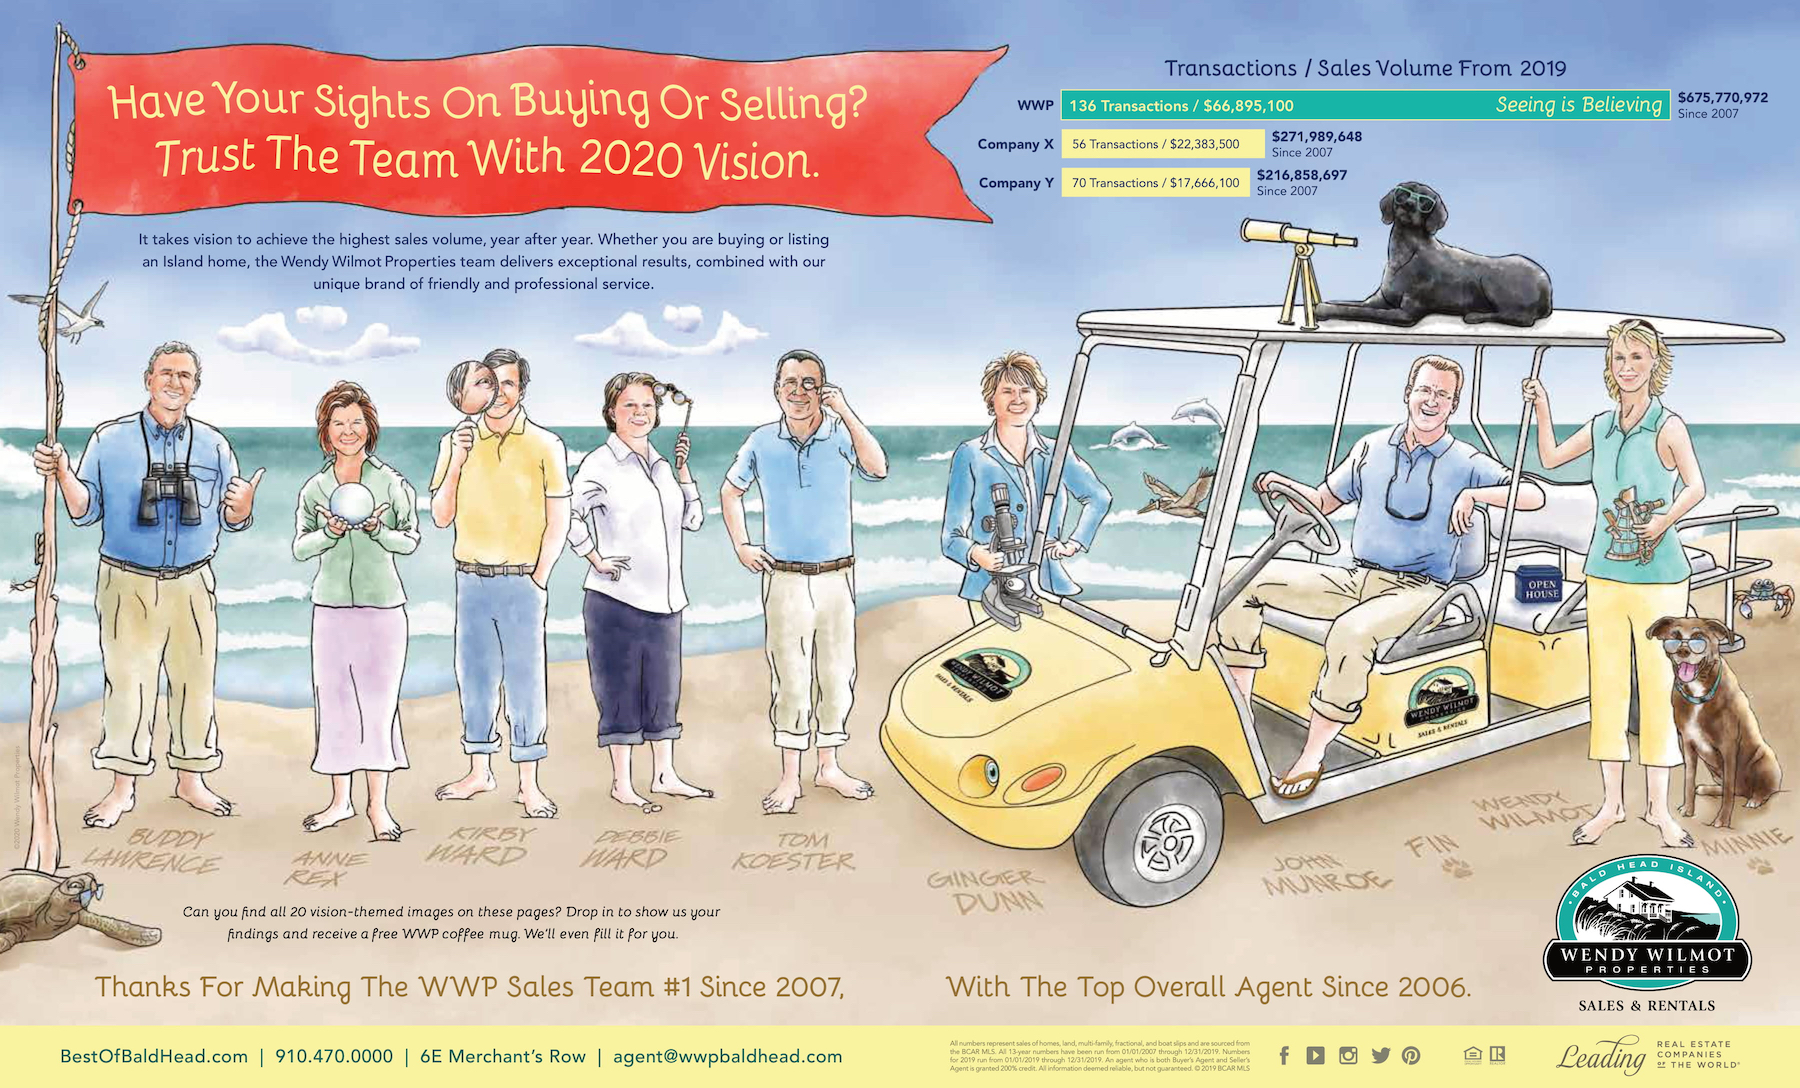 Have Your Sights On Buying Or Selling?
Trust The Team With 2020 Vision.
It takes vision to achieve the highest sales volume, year after year. Whether you are buying or listing
an Island home, the Wendy Wilmot Properties team delivers exceptional results, combined with our
unique brand of friendly and professional service.
Transactions / Sales Volume From 2019
WWP 136 Transactions / $66,895,100 Seeing is Believing $675,770,972
Since 2007
Company X 56 Transactions / $22,383,500 $271,989,648
Since 2007
Company Y 70 Transactions / $17,666,100 $216,858,697
Since 2007
OPEN
HOUSE
WENDY WILMOT
PROPERTIES
SALES & RENTALS
WENDY WILMOT
PROPERTIES
SALES & RENTALS
BUDDY
LAWRENCE
ANNE
REX
KIRBY
WARD
DEBBIE
WARD
TOM
KOESTER
GINGER
DUNN
JOHN
MUNROE
FIN
WENDY
WILMOT
MINNIE
©2020 Wendy Wilmot Properties
Can you find all 20 vision-themed images on these pages? Drop in to show us your
findings and receive a free WWP coffee mug. We'll even fill it for you.
Thanks For Making The WWP Sales Team #1 Since 2007,
With The Top Overall Agent Since 2006.
BALD HEAD ISLAND
WENDY WILMOT
PROPERTIES
SALES & RENTALS
BestOfBaldHead.com | 910.470.0000 | 6E Merchant's Row | agent@wwpbaldhead.com
All numbers represent sales of homes, land, multi-family, fractional, and boat slips and are sourced from
the BCAR MLS. All 13-year numbers have been run from 01/01/2007 through 12/31/2019. Numbers
for 2019 run from 01/01/2019 through 12/31/2019. An agent who is both Buyer's Agent and Seller's
Agent is granted 200% credit. All information deemed reliable, but not guaranteed. © 2019 BCAR MLS
Leading REAL ESTATE
COMPANIES
OF THE WORLD